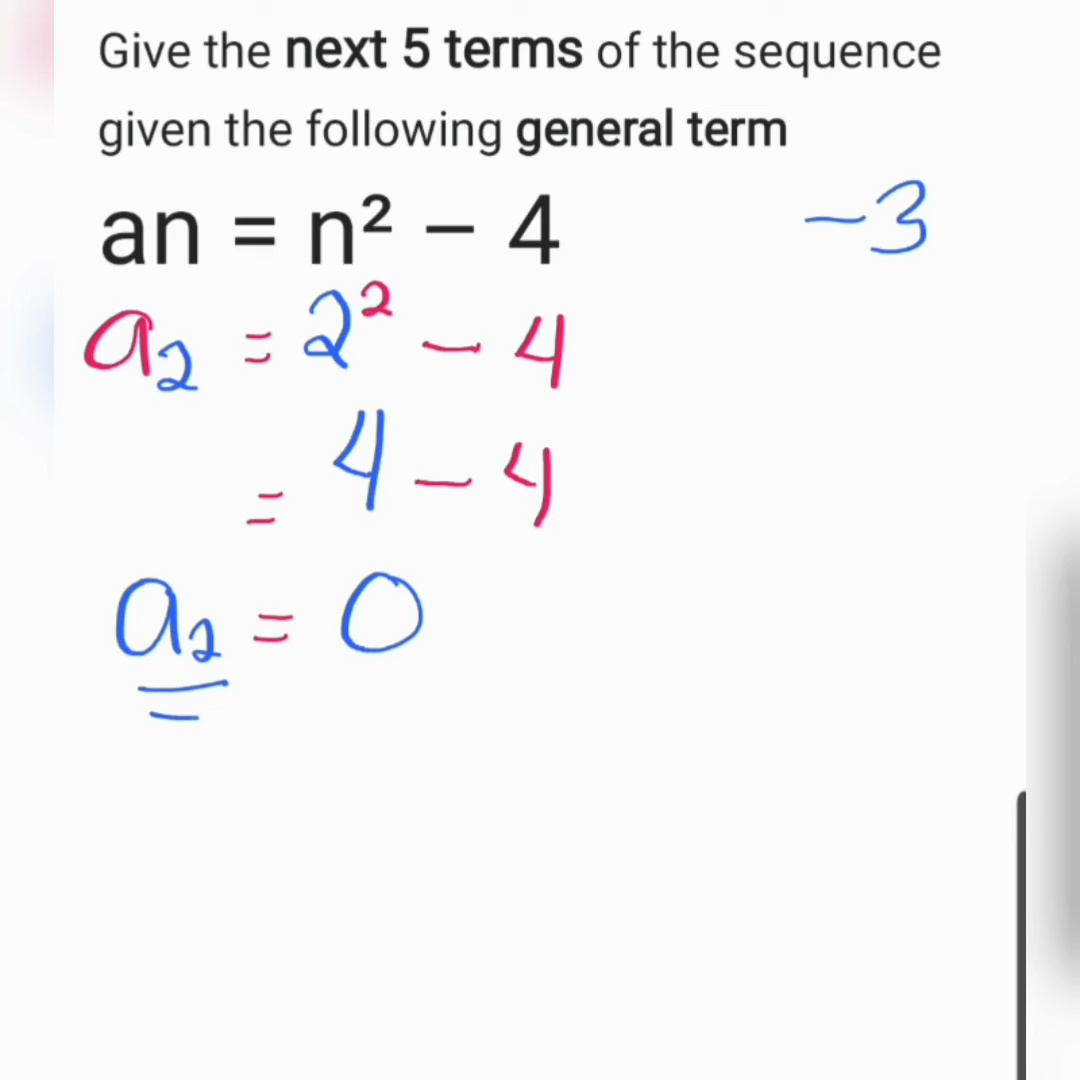 Give the next 5 terms of the sequence
given the following general term
an = n² – 4
-3
a₂ = 2² - 4
= 4 - 4
a₂ = 0